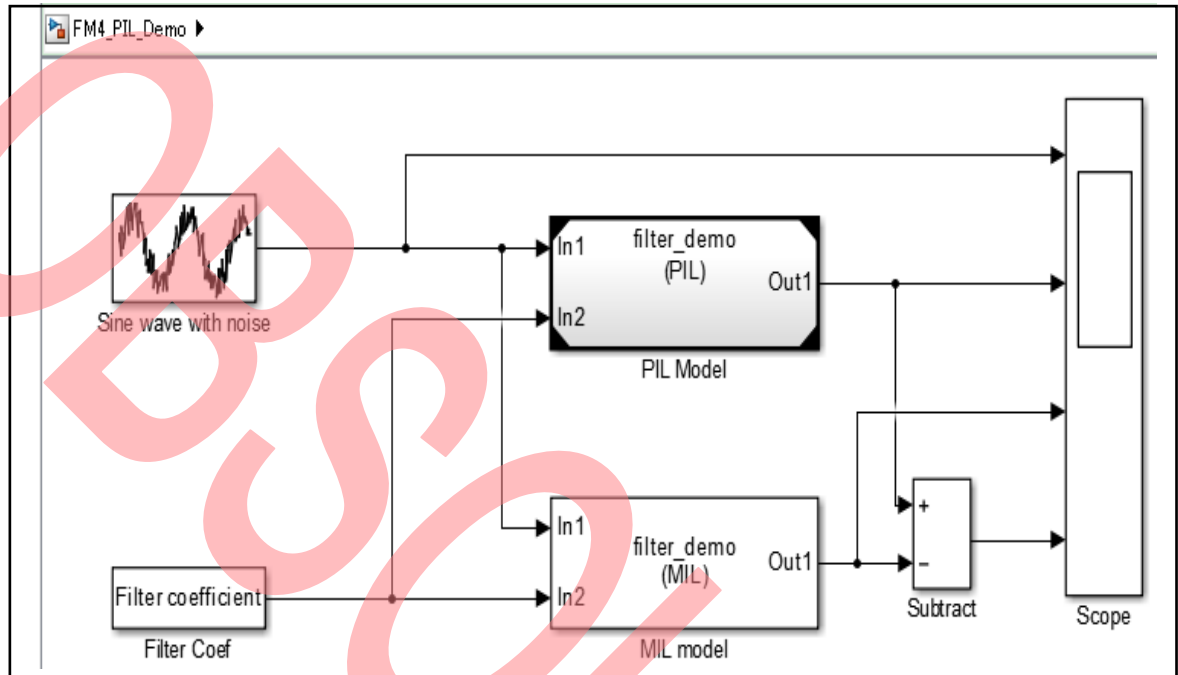 FM4_PIL_Demo
Sine wave with noise
In1
filter_demo
(PIL)
Out1
In2
PIL Model
Filter coefficient
Filter Coef
In1
filter_demo
(MIL)
Out1
In2
MIL model
+
−
Subtract
Scope
OBSOL